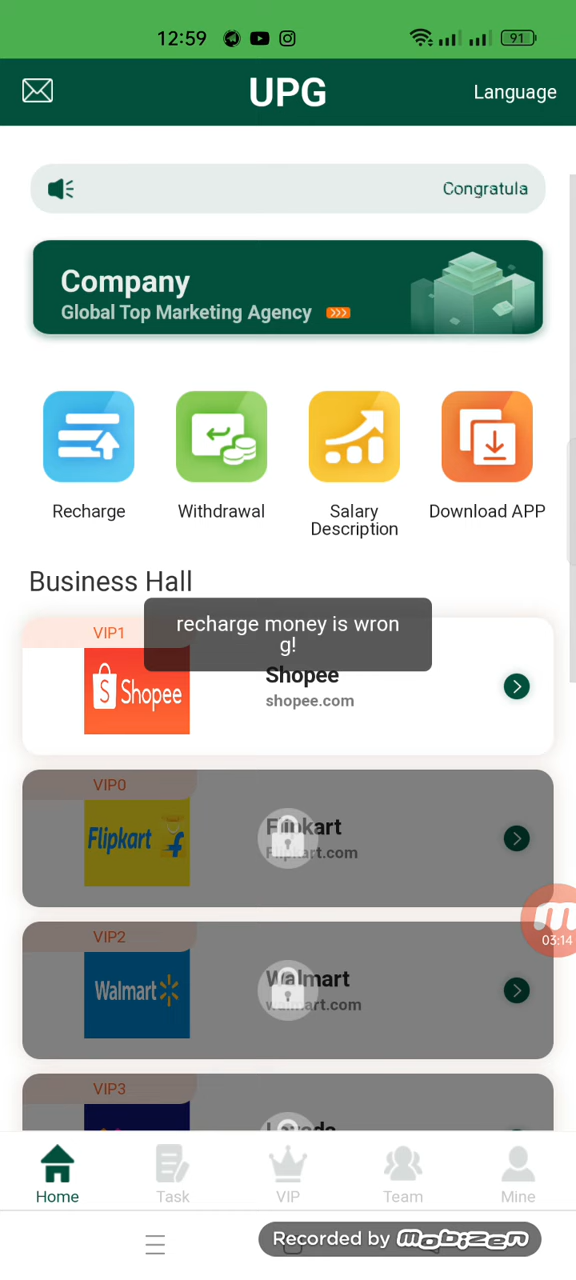 12:59
91
UPG
Language
Congratula
Company
Global Top Marketing Agency
Recharge
Withdrawal
Salary
Description
Download APP
Business Hall
recharge money is wron
g!
VIP1
Shopee
Shopee
shopee.com
VIP0
Flipkart
Flipkart
Flipkart.com
VIP2
Walmart
Walmart
walmart.com
03:14
VIP3
Home
Task
VIP
Team
Mine
Recorded by mobizen